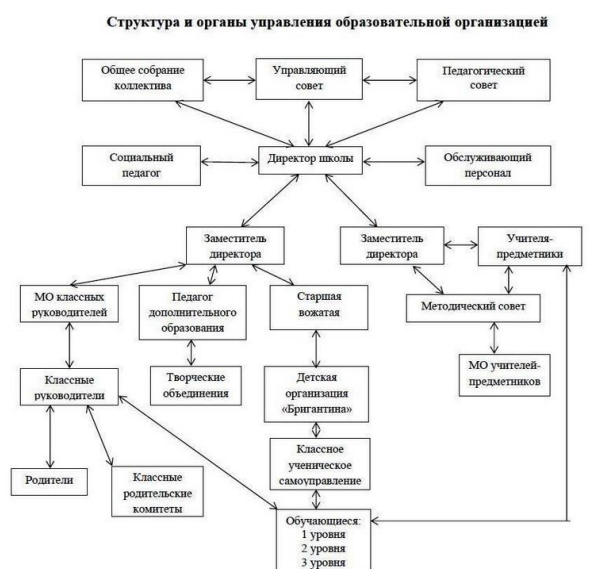 Структура и органы управления образовательной организацией
Общее собрание
коллектива
Управляющий
совет
Педагогический
совет
Социальный
педагог
Директор школы
Обслуживающий
персонал
Заместитель
директора
Заместитель
директора
Учителя-
предметники
МО классных
руководителей
Педагог
дополнительного
образования
Старшая
вожатая
Методический совет
Классные
руководители
Творческие
объединения
Детская
организация
«Бригантина»
МО учителей-
предметников
Родители
Классные
родительские
комитеты
Классное
ученическое
самоуправление
Обучающиеся:
1 уровня
2 уровня
3 уровня